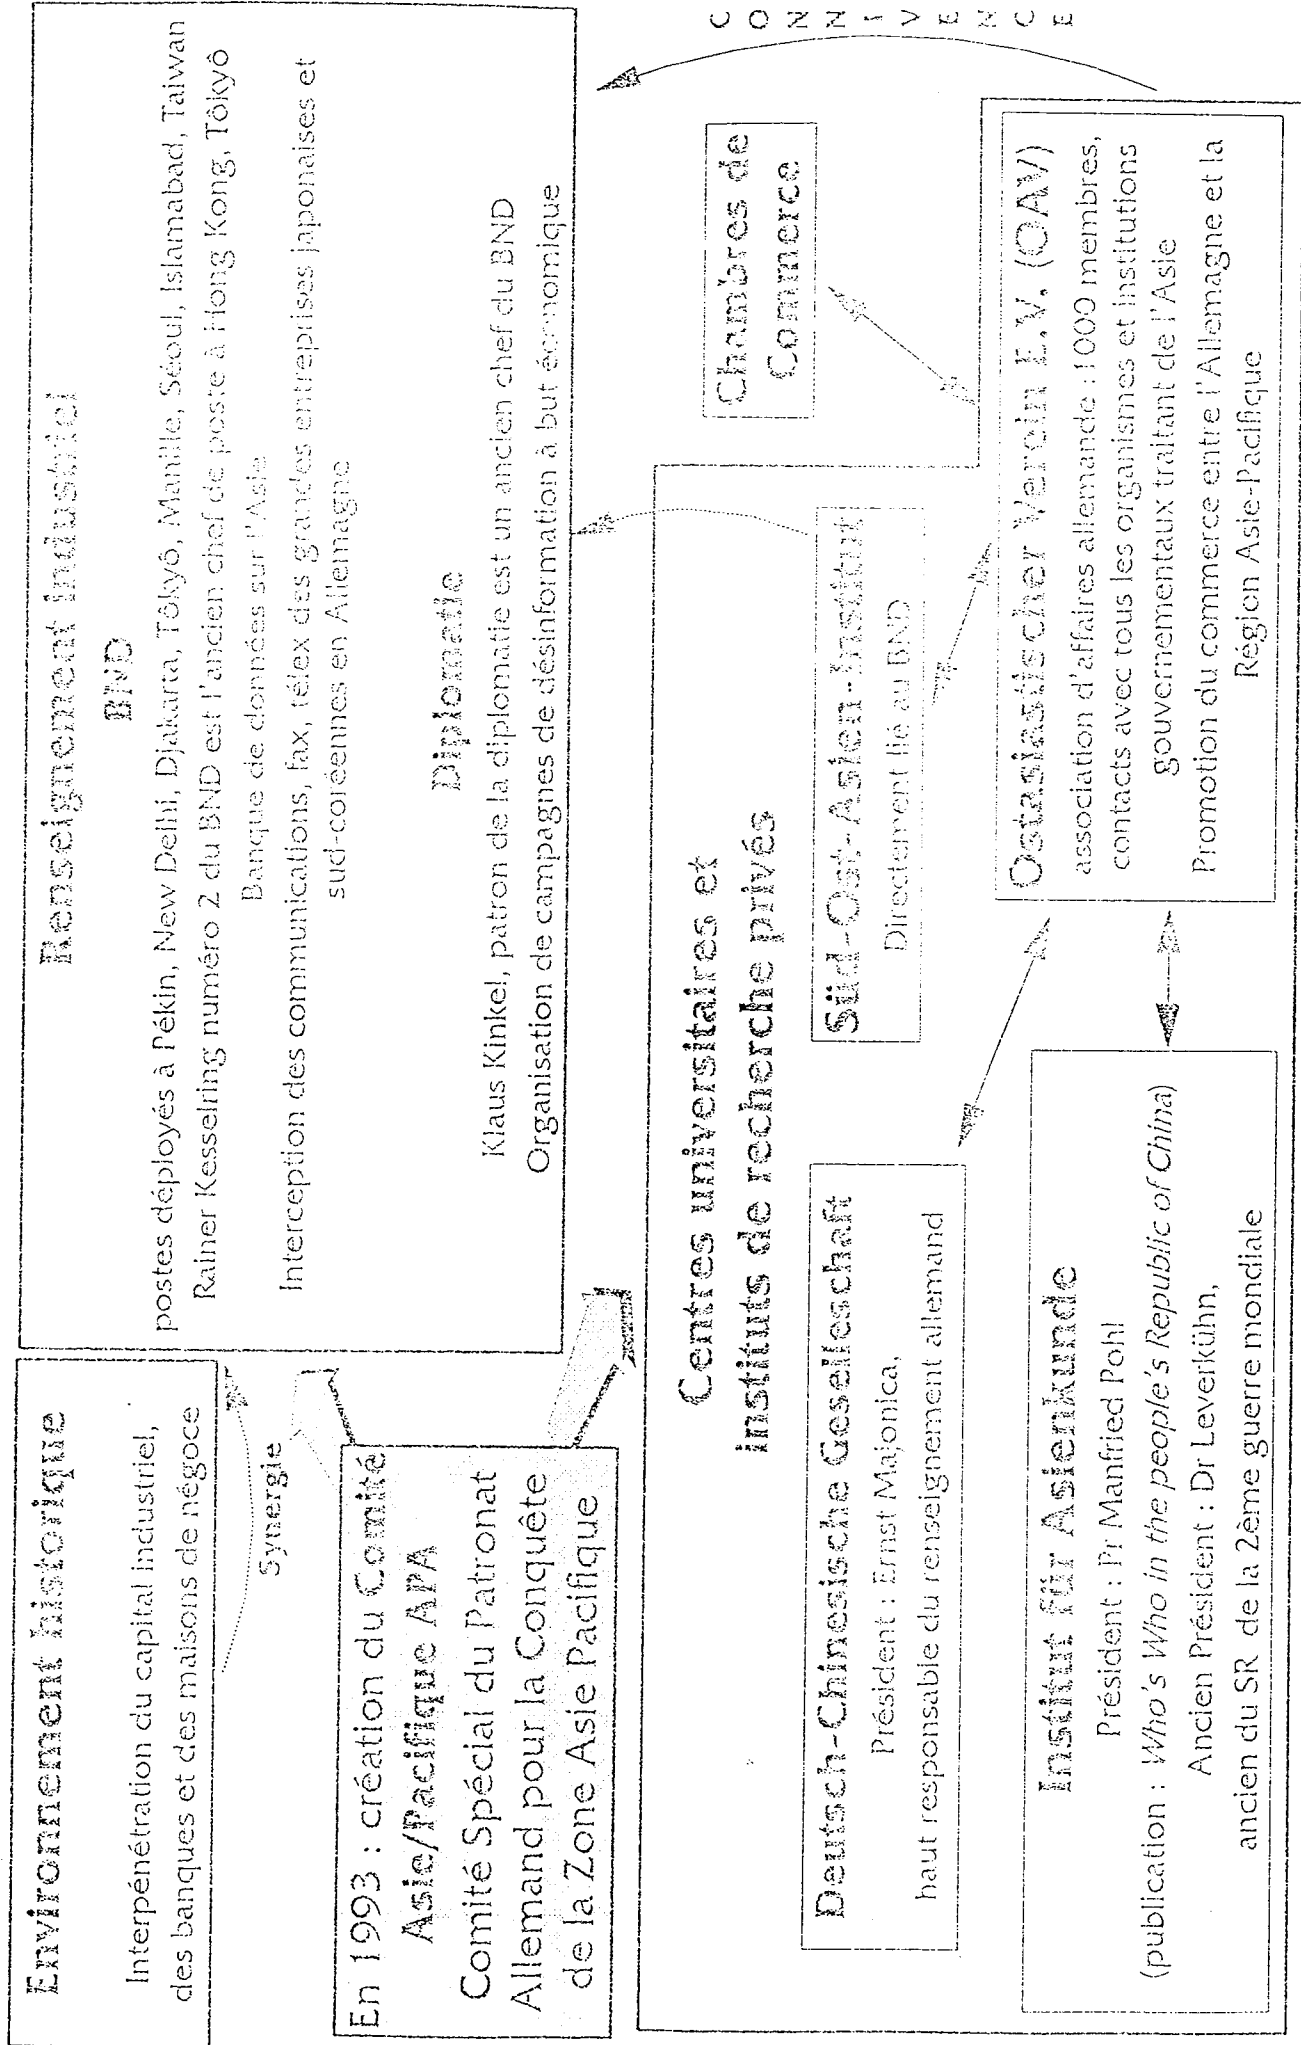 Environnement historique
Interpénétration du capital industriel,
des banques et des maisons de négoce
Synergie
Renseignement industriel
BND
postes déployés à Pékin, New Delhi, Djakarta, Tôkyô, Manille, Séoul, Islamabad, Taiwan
Rainer Kesselring numéro 2 du BND est l'ancien chef de poste à Hong Kong, Tôkyô
Banque de données sur l'Asie
Interception des communications, fax, télex des grandes entreprises japonaises et
sud-coréennes en Allemagne
Diplomatie
Klaus Kinkel, patron de la diplomatie est un ancien chef du BND
Organisation de campagnes de désinformation à but économique
En 1993 : création du Comité
Asie/Pacifique APA
Comité Spécial du Patronat
Allemand pour la Conquête
de la Zone Asie Pacifique
Centres universitaires et
instituts de recherche privés
Chambres de
Commerce
CONNIVENCE
Deutsch-Chinesische Geselleschaft
Président : Ernst Majonica,
haut responsable du renseignement allemand
Süd-Ost-Asien-Institut
Directement lié au BND
Institut für Asienkunde
Président : Pr Manfried Pohl
(publication : Who's Who in the people's Republic of China)
Ancien Président : Dr Leverkühn,
ancien du SR de la 2ème guerre mondiale
Ostasiastischer Verein E.V. (OAV)
association d'affaires allemande : 1000 membres,
contacts avec tous les organismes et institutions
gouvernementaux traitant de l'Asie
Promotion du commerce entre l'Allemagne et la
Région Asie-Pacifique